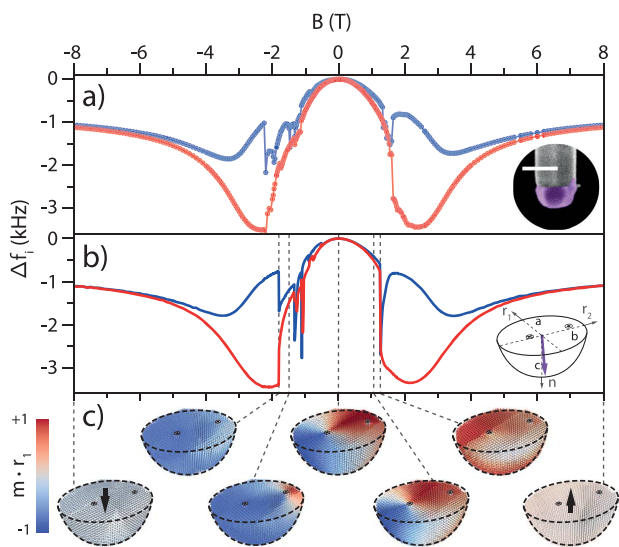 B (T)
-8 -6 -4 -2 0 2 4 6 8
a)
0
-1
-2
-3
Δf_i (kHz)
b)
0
-1
-2
-3
r_1 a r_2
b
c
n
c)
+1
m · r_1
-1